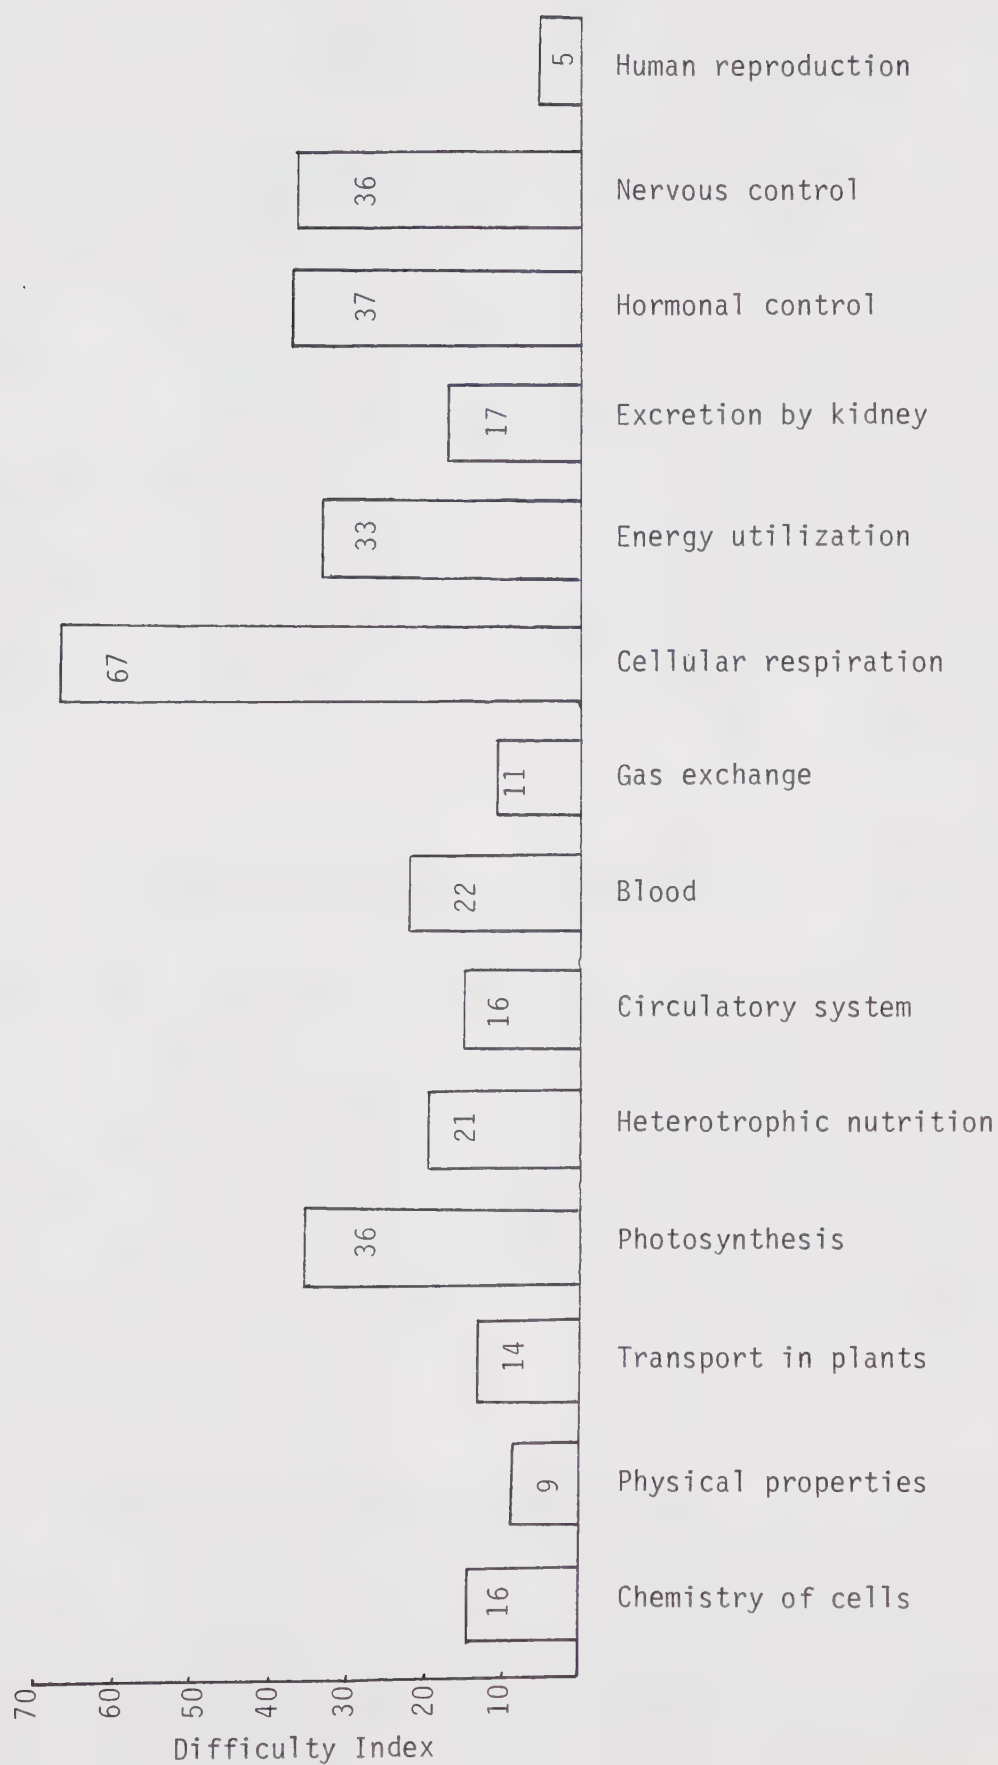 5 Human reproduction
36 Nervous control
37 Hormonal control
17 Excretion by kidney
33 Energy utilization
67 Cellular respiration
11 Gas exchange
22 Blood
16 Circulatory system
21 Heterotrophic nutrition
36 Photosynthesis
14 Transport in plants
9 Physical properties
16 Chemistry of cells
70 60 50 40 30 20 10
Difficulty Index